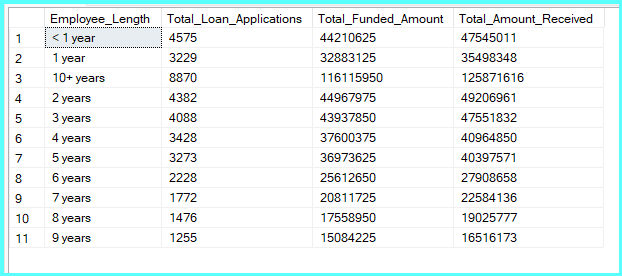 Employee_Length Total_Loan_Applications Total_Funded_Amount Total_Amount_Received
1 < 1 year 4575 44210625 47545011
2 1 year 3229 32883125 35498348
3 10+ years 8870 116115950 125871616
4 2 years 4382 44967975 49206961
5 3 years 4088 43937850 47551832
6 4 years 3428 37600375 40964850
7 5 years 3273 36973625 40397571
8 6 years 2228 25612650 27908658
9 7 years 1772 20811725 22584136
10 8 years 1476 17558950 19025777
11 9 years 1255 15084225 16516173